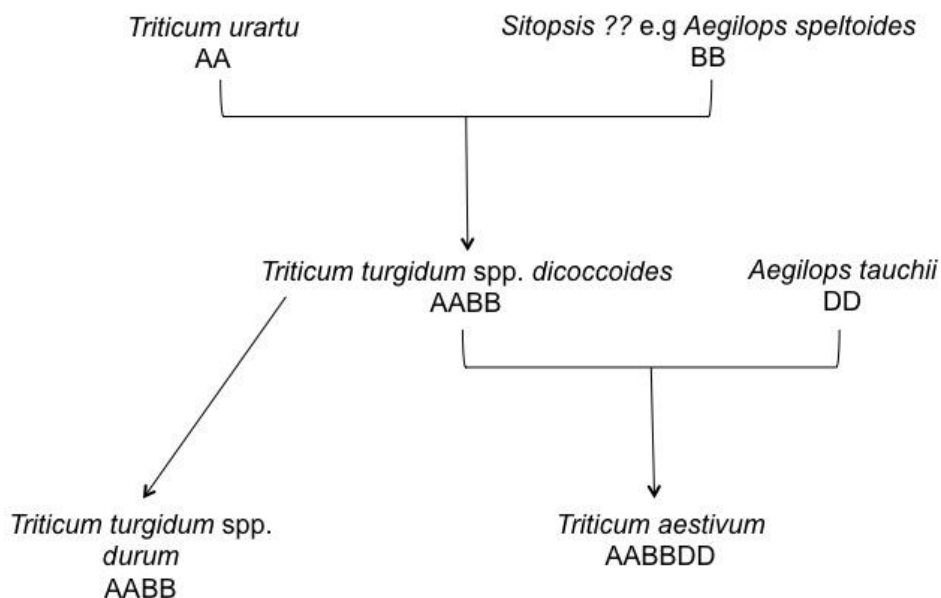 Triticum urartu
AA
Sitopsis ?? e.g Aegilops speltoides
BB
Triticum turgidum spp. dicoccoides
AABB
Aegilops tauchii
DD
Triticum turgidum spp.
durum
AABB
Triticum aestivum
AABBDD